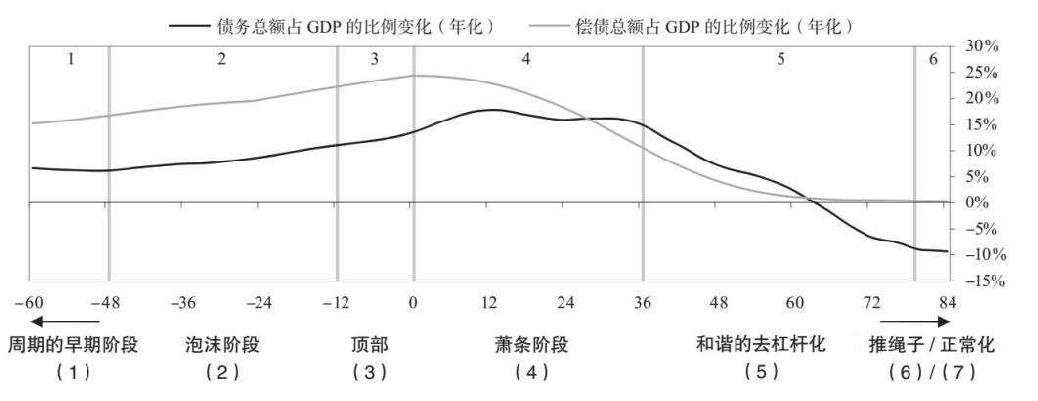 债务总额占 GDP 的比例变化（年化） 偿债总额占 GDP 的比例变化（年化）
1 2 3 4 5 6
30%
25%
20%
15%
10%
5%
0%
-5%
-10%
-15%
-60 -48 -36 -24 -12 0 12 24 36 48 60 72 84
周期的早期阶段 泡沫阶段 顶部 萧条阶段 和谐的去杠杆化 推绳子 / 正常化
（1） （2） （3） （4） （5） （6）/（7）